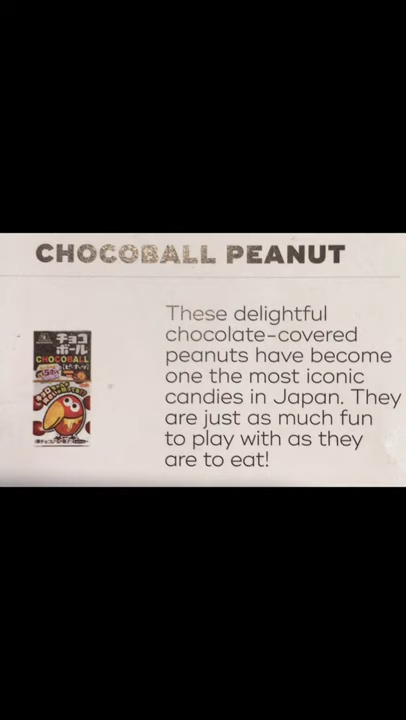 CHOCOBALL PEANUT
These delightful
chocolate-covered
peanuts have become
one the most iconic
candies in Japan. They
are just as much fun
to play with as they
are to eat!
チョコ
ボール
CHOCOBALL